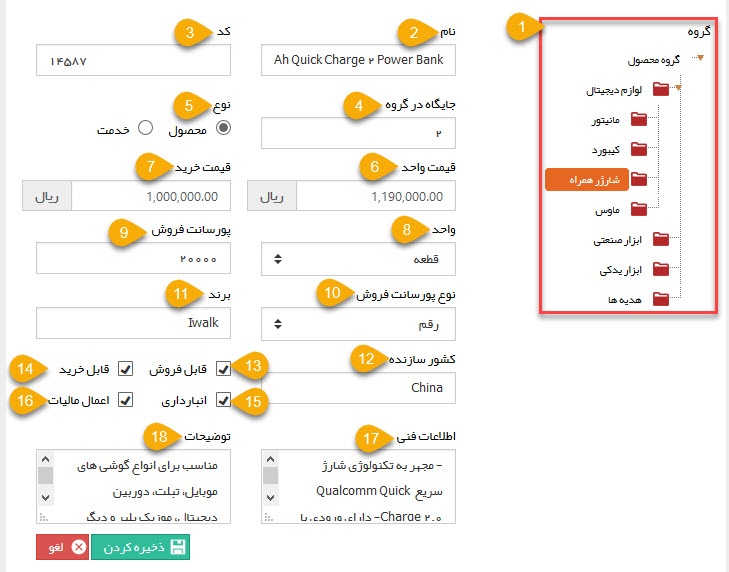 1
گروه
گروه محصول
لوازم دیجیتال
مانیتور
کیبورد
شارژر همراه
ماوس
ابزار صنعتی
ابزار یدکی
هدیه ها
2
نام
Ah Quick Charge ۲ Power Bank
3
کد
۱۴۵۸۷
4
جایگاه در گروه
۲
5
نوع
محصول
خدمت
6
قیمت واحد
1,190,000.00
ریال
7
قیمت خرید
1,000,000.00
ریال
8
واحد
قطعه
9
پورسانت فروش
۲۰۰۰۰
10
نوع پورسانت فروش
رقم
11
برند
Iwalk
12
کشور سازنده
China
13
قابل فروش
14
قابل خرید
15
انبارداری
16
اعمال مالیات
17
اطلاعات فنی
- مجهر به تکنولوژی شارژ
سریع Qualcomm Quick
Charge ۲.۰- دارای ورودی با
18
توضیحات
مناسب برای انواع گوشی های
موبایل، تبلت، دوربین
دیجیتال، موزیک پلیر و دیگر
ذخیره کردن
لغو